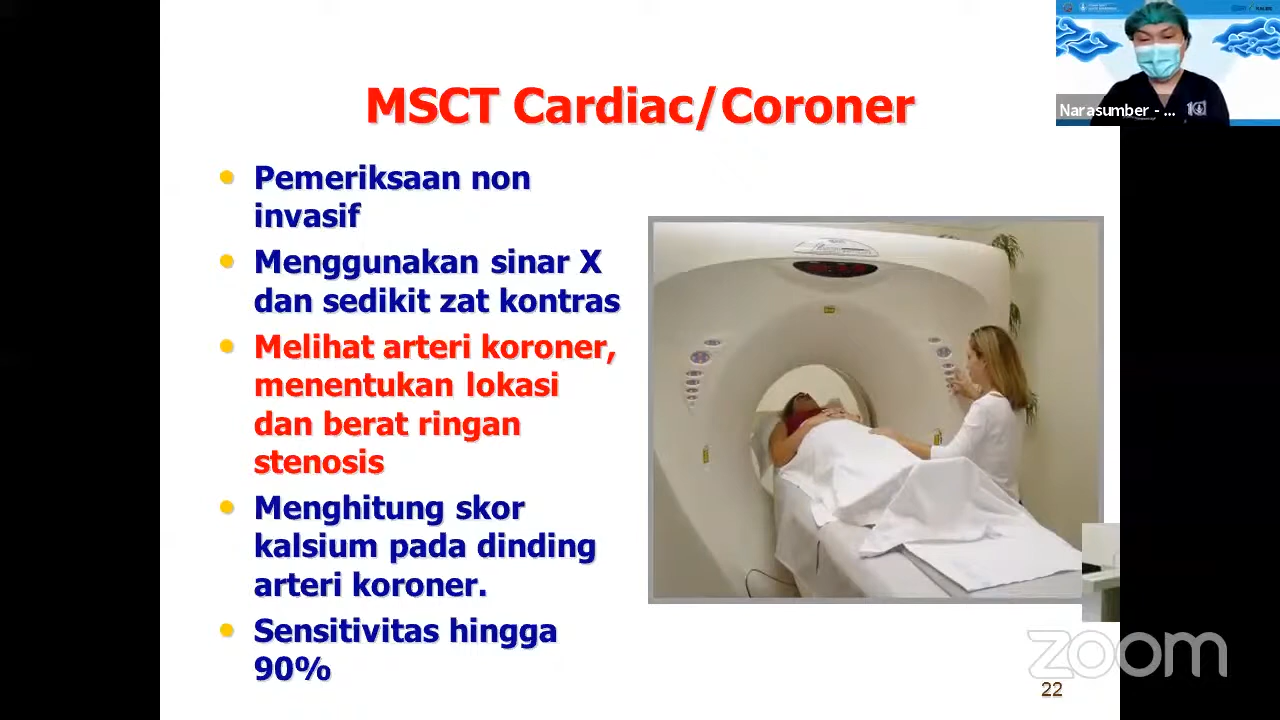 MSCT Cardiac/Coroner
Narasumber - ...
Pemeriksaan non
invasif
Menggunakan sinar X
dan sedikit zat kontras
Melihat arteri koroner,
menentukan lokasi
dan berat ringan
stenosis
Menghitung skor
kalsium pada dinding
arteri koroner.
Sensitivitas hingga
90%
zoom
22